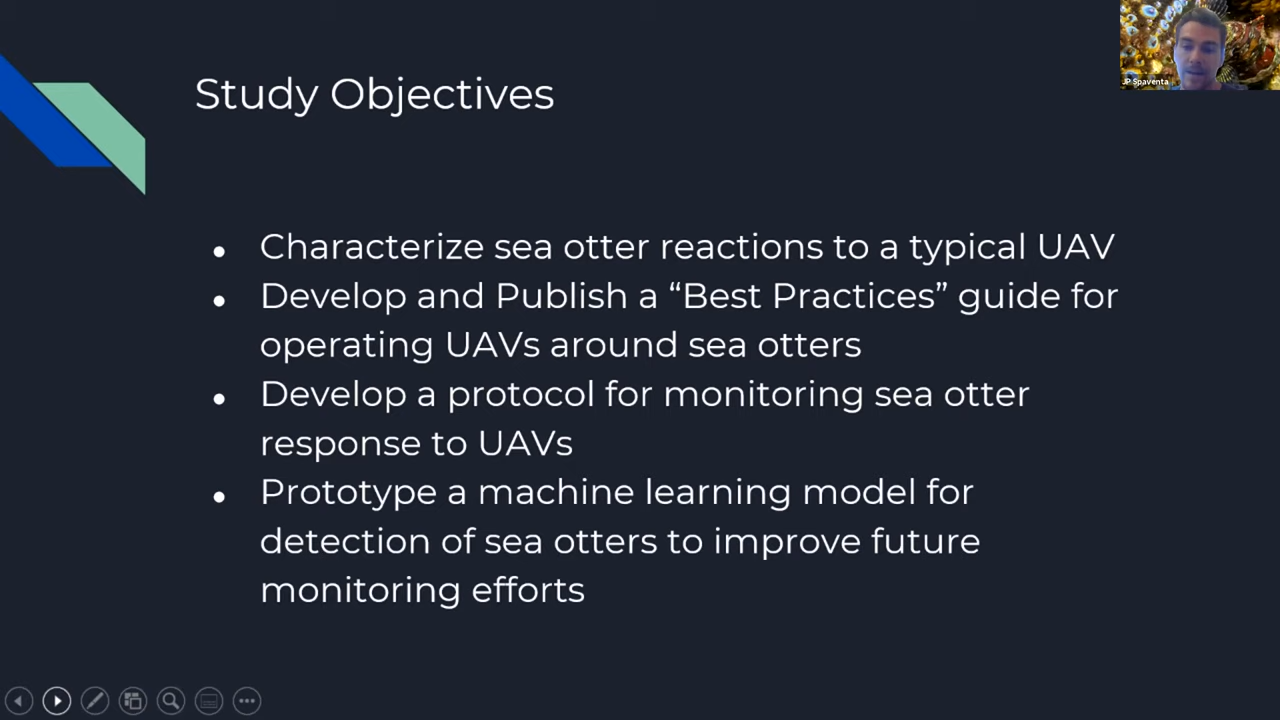 Study Objectives
JP Spaventa
● Characterize sea otter reactions to a typical UAV
● Develop and Publish a “Best Practices” guide for
operating UAVs around sea otters
● Develop a protocol for monitoring sea otter
response to UAVs
● Prototype a machine learning model for
detection of sea otters to improve future
monitoring efforts